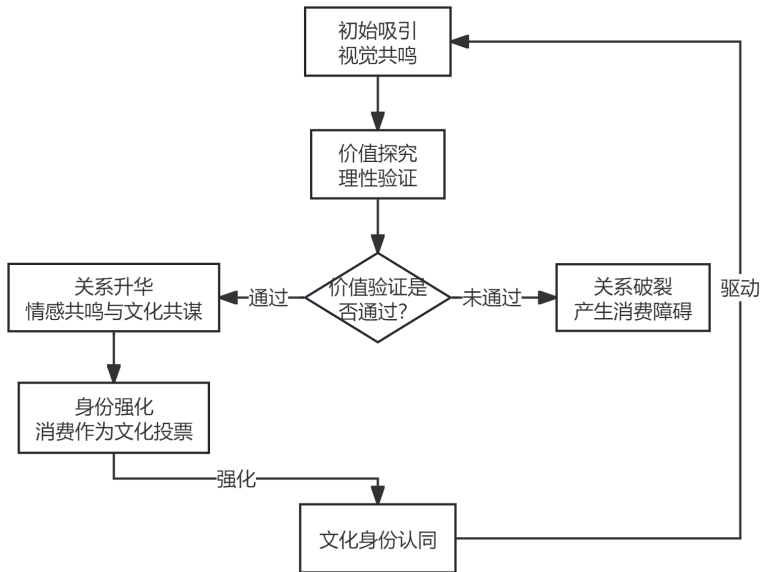 初始吸引
视觉共鸣
价值探究
理性验证
价值验证是
否通过？
通过
未通过
关系升华
情感共鸣与文化共谋
关系破裂
产生消费障碍
驱动
身份强化
消费作为文化投票
强化
文化身份认同